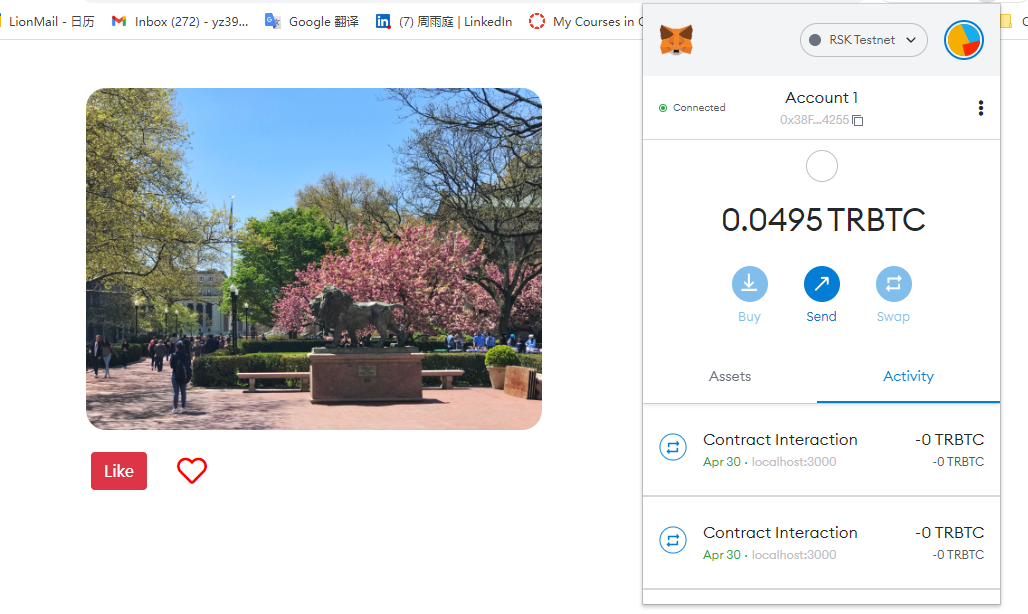 LionMail - 日历
Inbox (272) - yz39...
Google 翻译
(7) 周雨庭 | LinkedIn
My Courses in
RSK Testnet
Connected
Account 1
0x38F...4255
0.0495 TRBTC
Buy
Send
Swap
Assets
Activity
Contract Interaction
-0 TRBTC
Apr 30 · localhost:3000
-0 TRBTC
Contract Interaction
-0 TRBTC
Apr 30 · localhost:3000
-0 TRBTC
Like